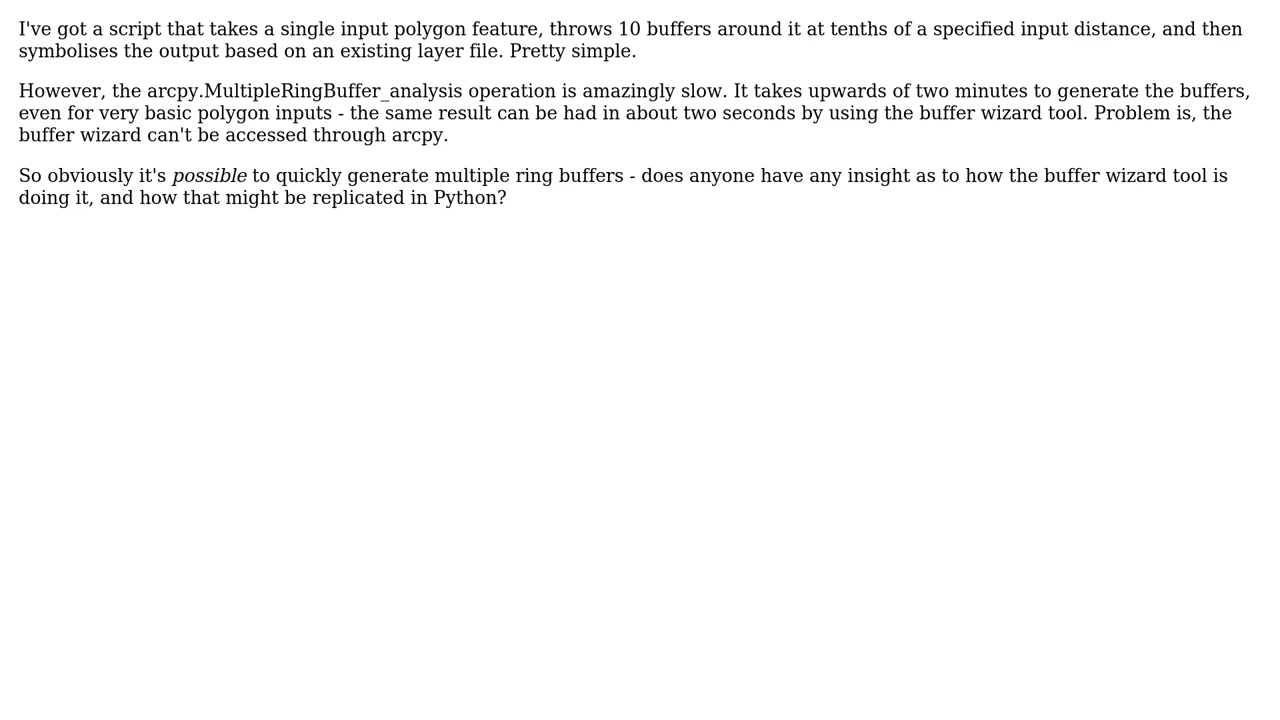 I've got a script that takes a single input polygon feature, throws 10 buffers around it at tenths of a specified input distance, and then
symbolises the output based on an existing layer file. Pretty simple.
However, the arcpy.MultipleRingBuffer_analysis operation is amazingly slow. It takes upwards of two minutes to generate the buffers,
even for very basic polygon inputs - the same result can be had in about two seconds by using the buffer wizard tool. Problem is, the
buffer wizard can't be accessed through arcpy.
So obviously it's possible to quickly generate multiple ring buffers - does anyone have any insight as to how the buffer wizard tool is
doing it, and how that might be replicated in Python?